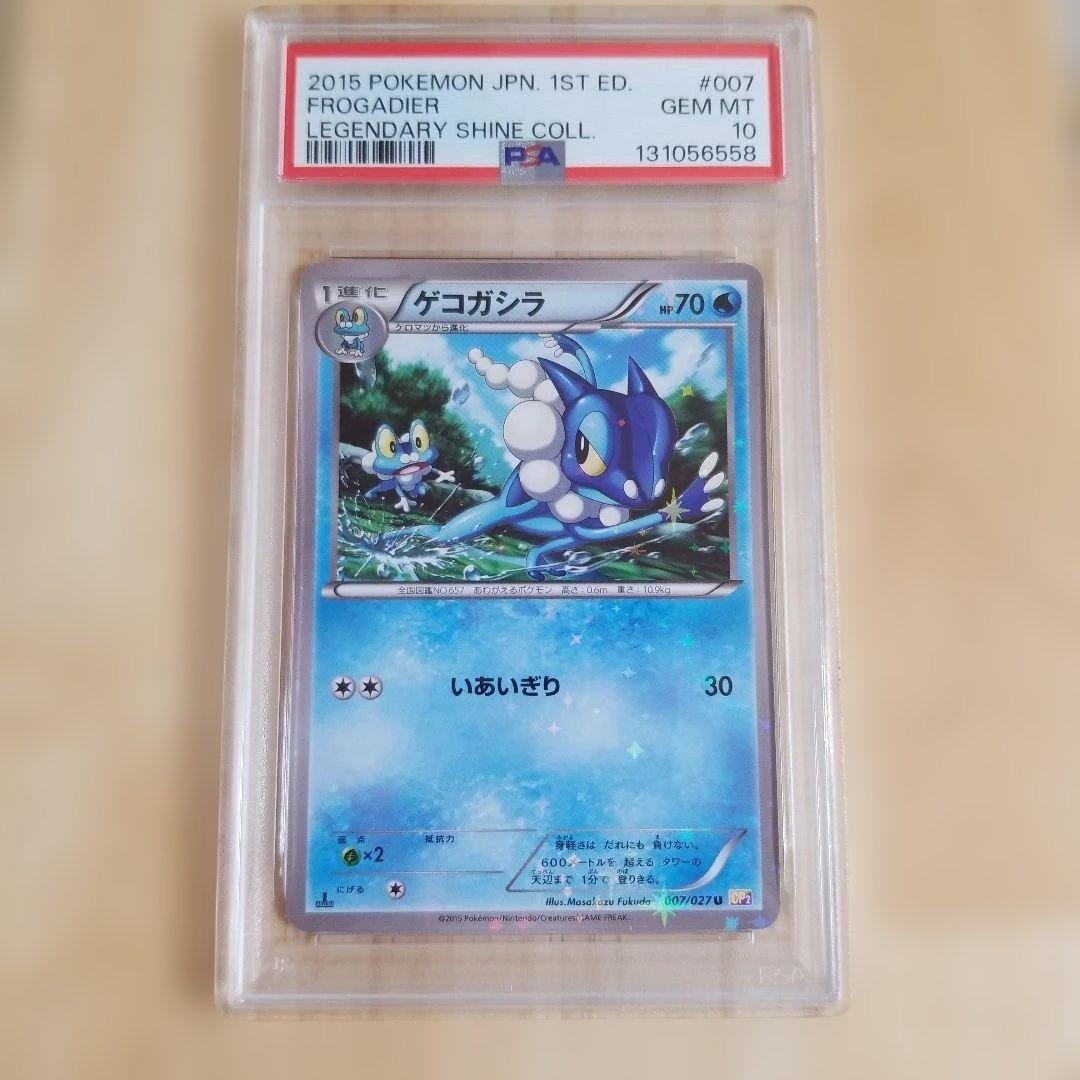 2015 POKEMON JPN. 1ST ED. #007
FROGADIER GEM MT
LEGENDARY SHINE COLL. 10
PSA 131056558
1進化 ゲコガシラ HP70
ケロマツから進化
全国図鑑NO.657 あわがえるポケモン 高さ:0.6m 重さ:10.9kg
いあいぎり 30
弱点 抵抗力
×2
にげる
身軽さは だれにも 負けない。
600メートルを 超える タワーの
天辺まで 1分で 登りきる。
Illus.Masakazu Fukuda 007/027 U CP2
©2015 Pokémon/Nintendo/Creatures/GAME FREAK.